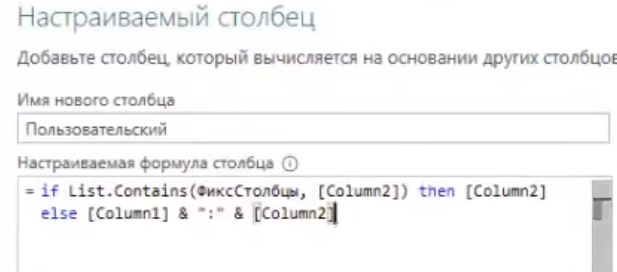 Настраиваемый столбец
Добавьте столбец, который вычисляется на основании других столбцов
Имя нового столбца
Пользовательский
Настраиваемая формула столбца
= if List.Contains(ФиксСтолбцы, [Column2]) then [Column2]
else [Column1] & ":" & [Column2]